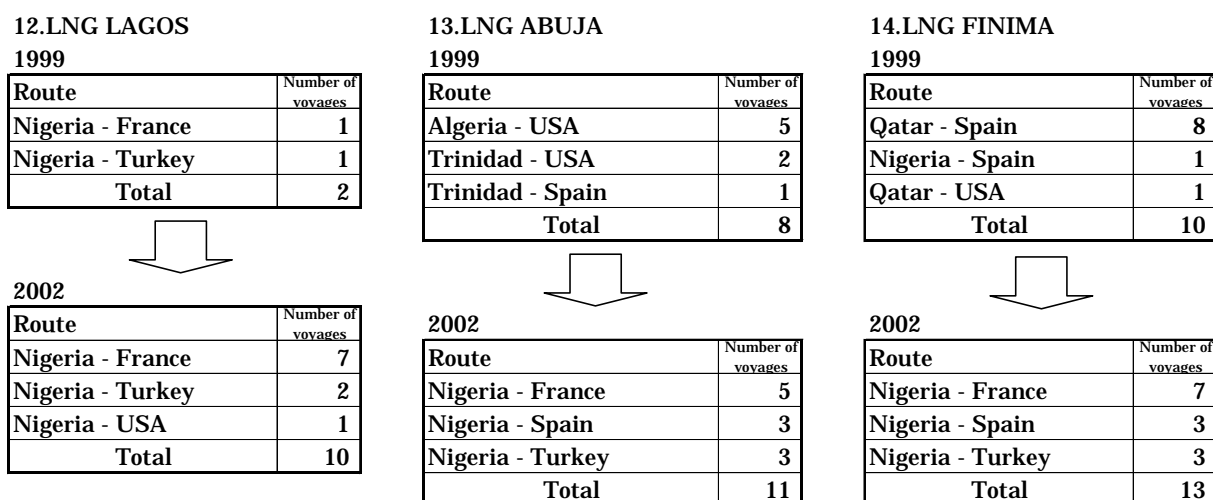 12.LNG LAGOS
1999
Route Number of voyages
Nigeria - France 1
Nigeria - Turkey 1
Total 2
2002
Route Number of voyages
Nigeria - France 7
Nigeria - Turkey 2
Nigeria - USA 1
Total 10
13.LNG ABUJA
1999
Route Number of voyages
Algeria - USA 5
Trinidad - USA 2
Trinidad - Spain 1
Total 8
2002
Route Number of voyages
Nigeria - France 5
Nigeria - Spain 3
Nigeria - Turkey 3
Total 11
14.LNG FINIMA
1999
Route Number of voyages
Qatar - Spain 8
Nigeria - Spain 1
Qatar - USA 1
Total 10
2002
Route Number of voyages
Nigeria - France 7
Nigeria - Spain 3
Nigeria - Turkey 3
Total 13